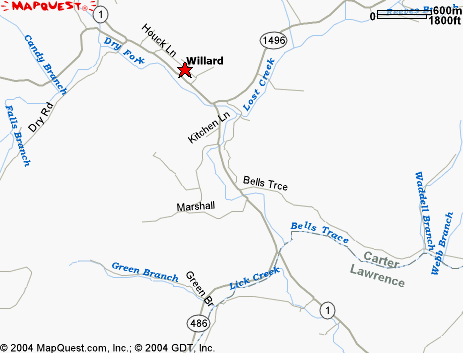 MAPQUEST
1
600m
0
1800ft
Houck Ln
1496
Candy Branch
Dry Fork
Willard
Lost Creek
Dry Rd
Falls Branch
Kitchen Ln
Bells Trce
Waddell Branch
Webb Branch
Marshall
Bells Trace
Carter
Lawrence
Green Branch
Green Br
Lick Creek
1
486
© 2004 MapQuest.com, Inc.; © 2004 GDT, Inc.